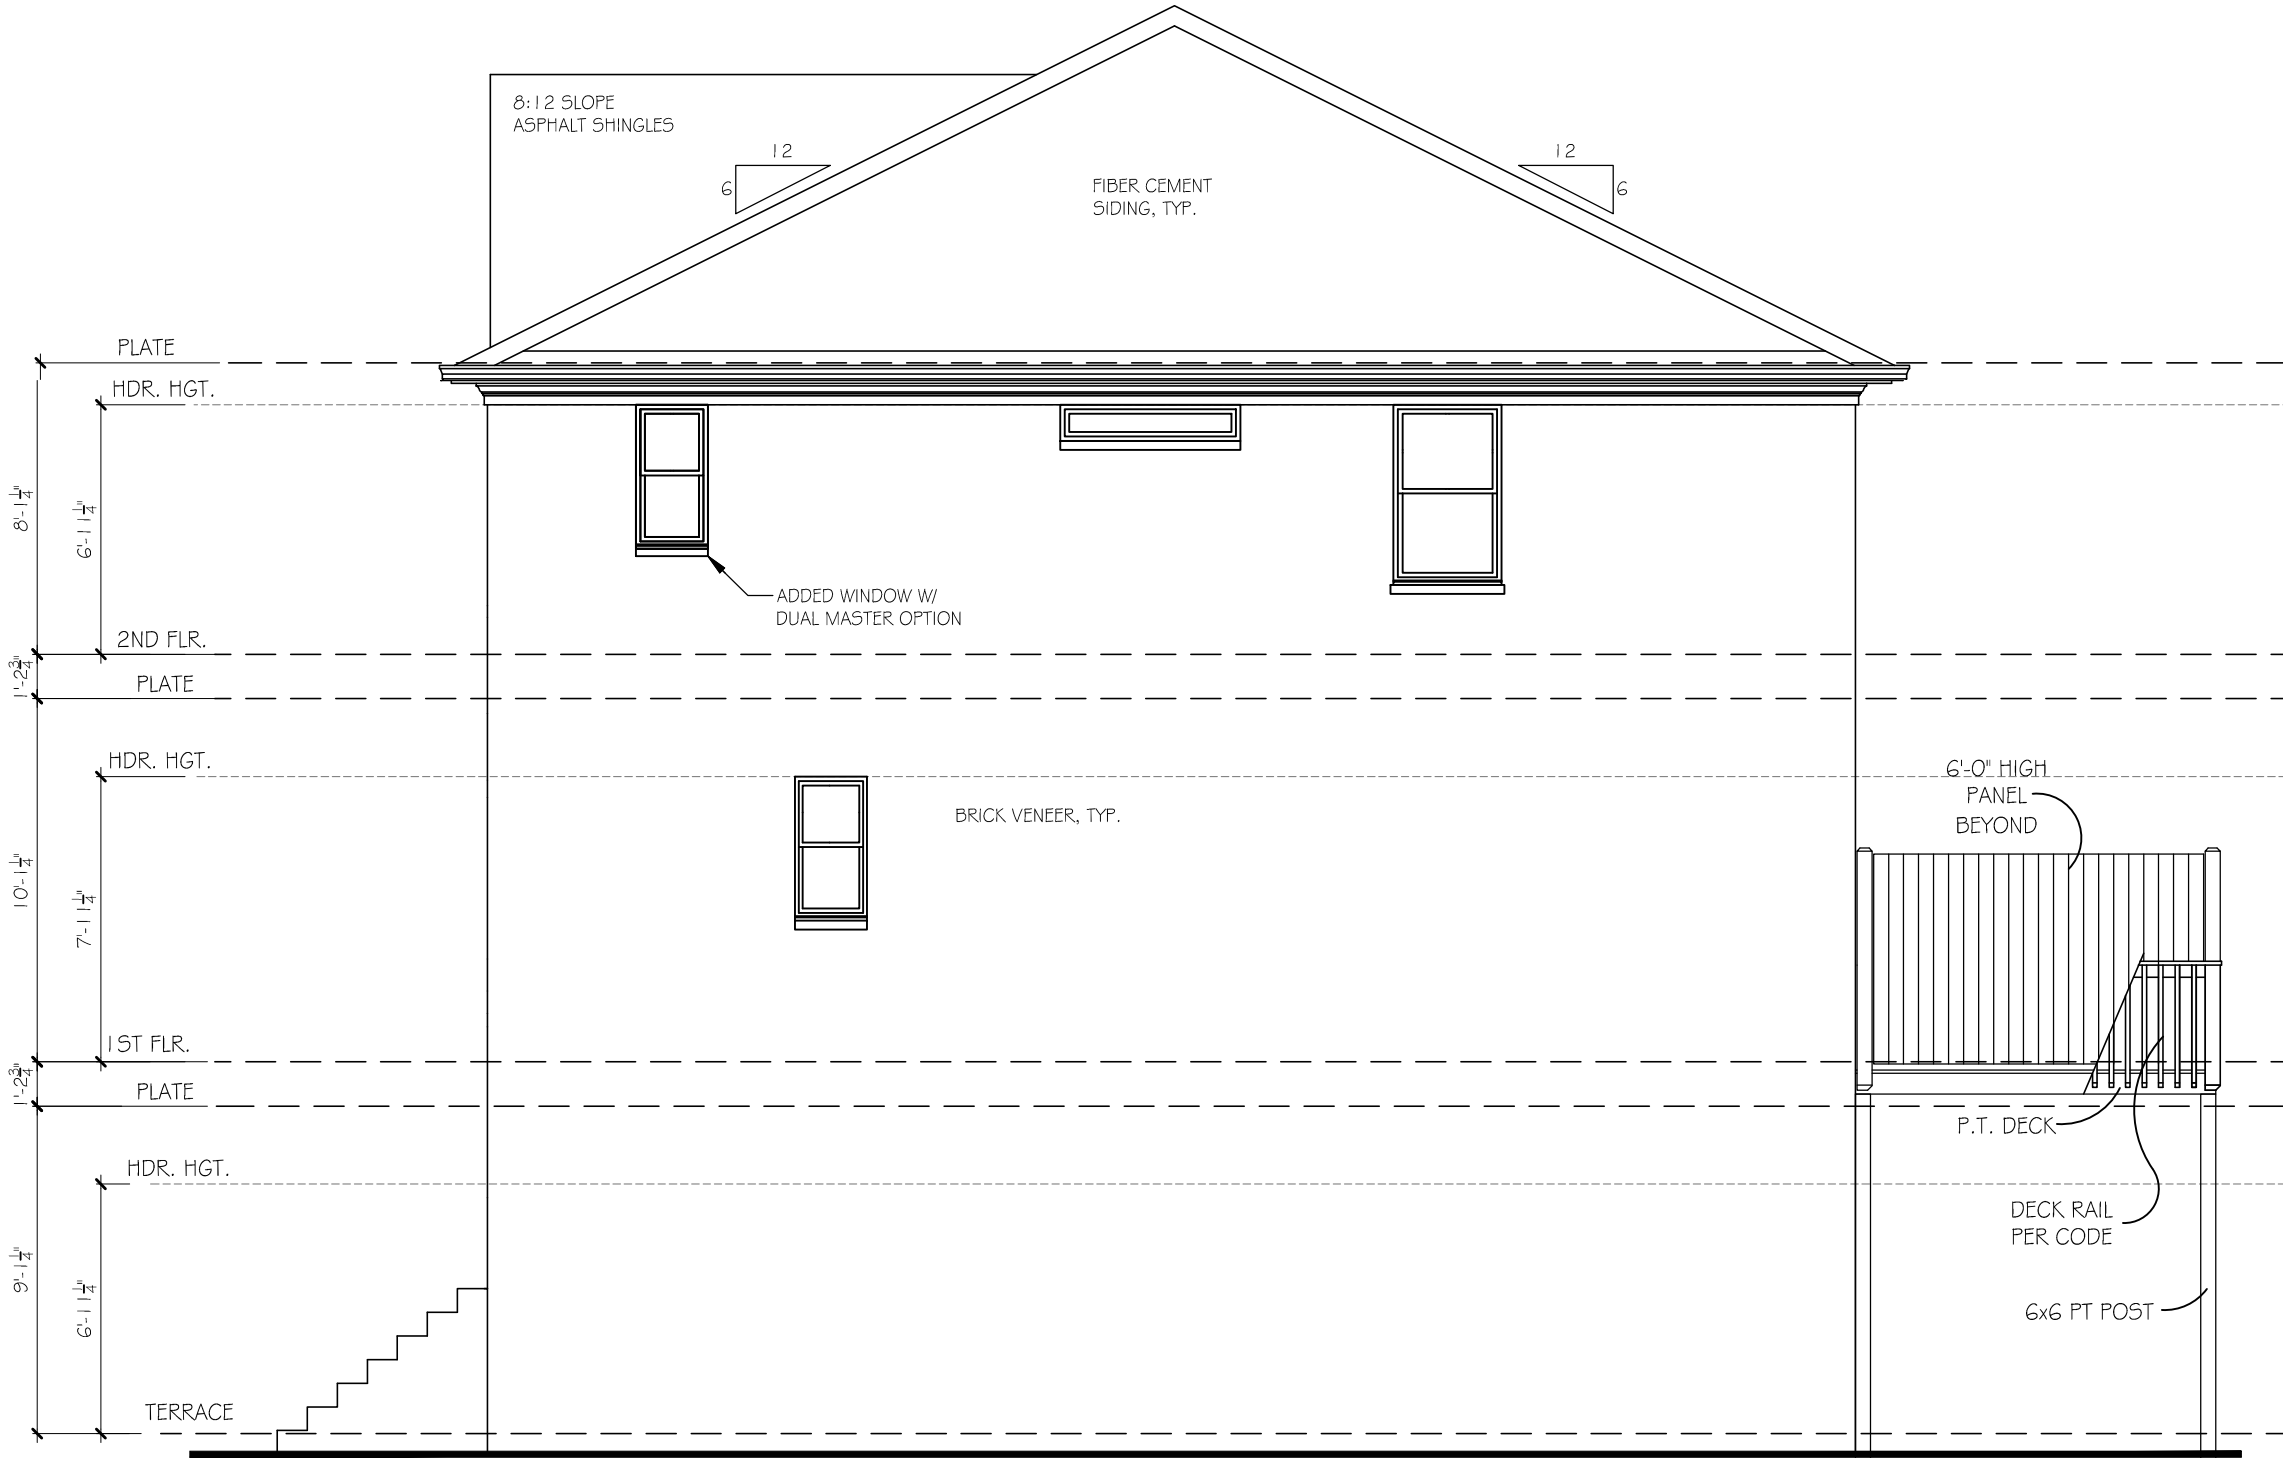 8:12 SLOPE
ASPHALT SHINGLES
12
6
12
6
FIBER CEMENT
SIDING, TYP.
PLATE
HDR. HGT.
8'-1 1/4"
6'-11 1/4"
ADDED WINDOW W/
DUAL MASTER OPTION
2ND FLR.
1'-2 3/4"
PLATE
HDR. HGT.
6'-0" HIGH
PANEL
BEYOND
BRICK VENEER, TYP.
10'-1 1/4"
7'-11 1/4"
1ST FLR.
1'-2 3/4"
PLATE
P.T. DECK
HDR. HGT.
DECK RAIL
PER CODE
9'-1 1/4"
6'-11 1/4"
6x6 PT POST
TERRACE